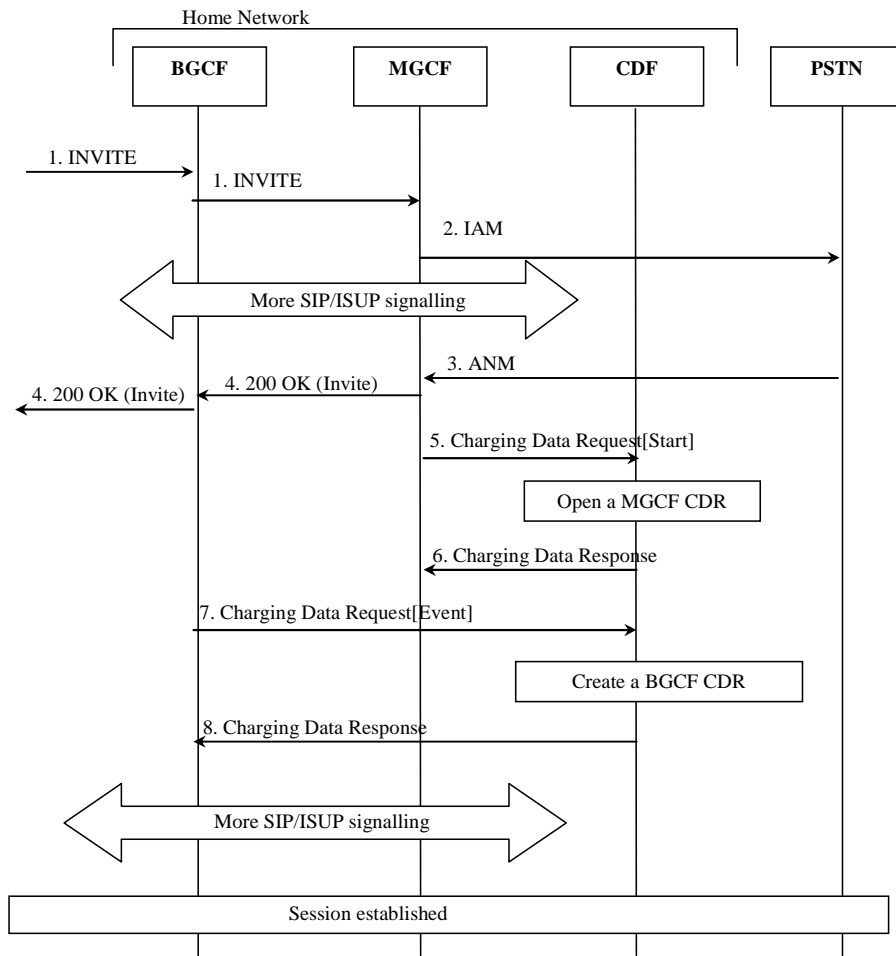 Home Network
BGCF
MGCF
CDF
PSTN
1. INVITE
1. INVITE
2. IAM
More SIP/ISUP signalling
3. ANM
4. 200 OK (Invite)
4. 200 OK (Invite)
5. Charging Data Request[Start]
Open a MGCF CDR
6. Charging Data Response
7. Charging Data Request[Event]
Create a BGCF CDR
8. Charging Data Response
More SIP/ISUP signalling
Session established